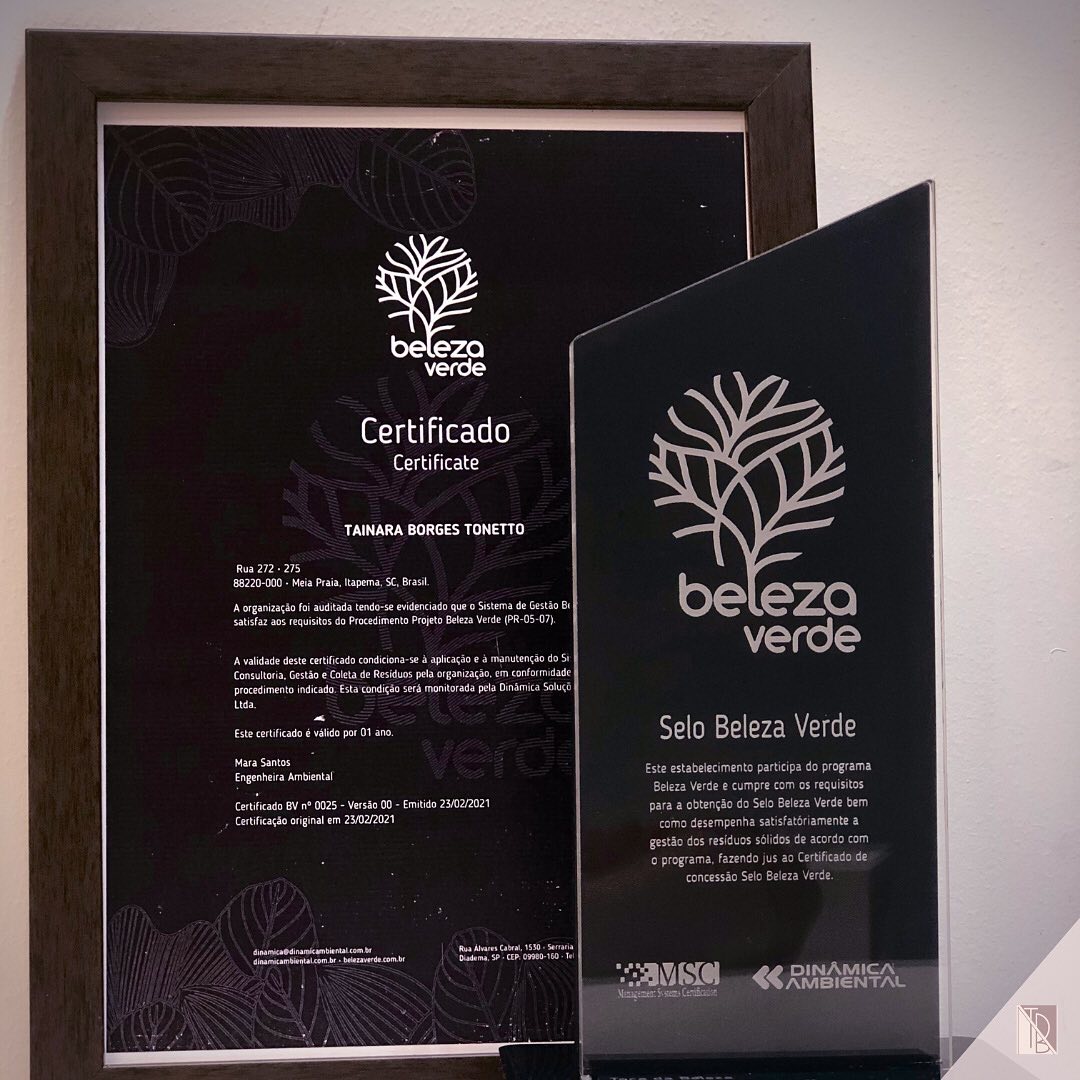 beleza
verde
Certificado
Certificate
TAINARA BORGES TONETTO
Rua 272 - 275
88220-000 - Meia Praia, Itapema, SC, Brasil.
A organização foi auditada tendo-se evidenciado que o Sistema de Gestão Be
satisfaz aos requisitos do Procedimento Projeto Beleza Verde (PR-05-07).
A validade deste certificado condiciona-se à aplicação e à manutenção do Si
Consultoria, Gestão e Coleta de Resíduos pela organização, em conformidade
procedimento indicado. Esta condição será monitorada pela Dinâmica Soluçõ
Ltda.
Este certificado é válido por 01 ano.
Mara Santos
Engenheira Ambiental
Certificado BV nº 0025 - Versão 00 - Emitido 23/02/2021
Certificação original em 23/02/2021
dinamica@dinamicambiental.com.br
dinamicambiental.com.br - belezaverde.com.br
Rua Álvares Cabral, 1530 - Serraria
Diadema, SP - CEP: 09980-160 - Tel
beleza
verde
beleza
verde
Selo Beleza Verde
Este estabelecimento participa do programa
Beleza Verde e cumpre com os requisitos
para a obtenção do Selo Beleza Verde bem
como desempenha satisfatóriamente a
gestão dos resíduos sólidos de acordo com
o programa, fazendo jus ao Certificado de
concessão Selo Beleza Verde.
MSC
Management Systems Certification
DINÂMICA
AMBIENTAL
TDB